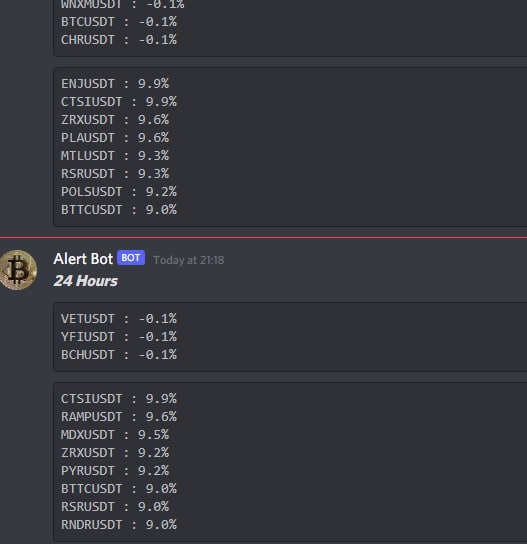 WNXMUSDT : -0.1%
BTCUSDT : -0.1%
CHRUSDT : -0.1%
ENJUSDT : 9.9%
CTSIUSDT : 9.9%
ZRXUSDT : 9.6%
PLAUSDT : 9.6%
MTLUSDT : 9.3%
RSRUSDT : 9.3%
POLSUSDT : 9.2%
BTTCUSDT : 9.0%
Alert Bot BOT Today at 21:18
24 Hours
VETUSDT : -0.1%
YFIUSDT : -0.1%
BCHUSDT : -0.1%
CTSIUSDT : 9.9%
RAMPUSDT : 9.6%
MDXUSDT : 9.5%
ZRXUSDT : 9.2%
PYRUSDT : 9.2%
BTTCUSDT : 9.0%
RSRUSDT : 9.0%
RNDRUSDT : 9.0%